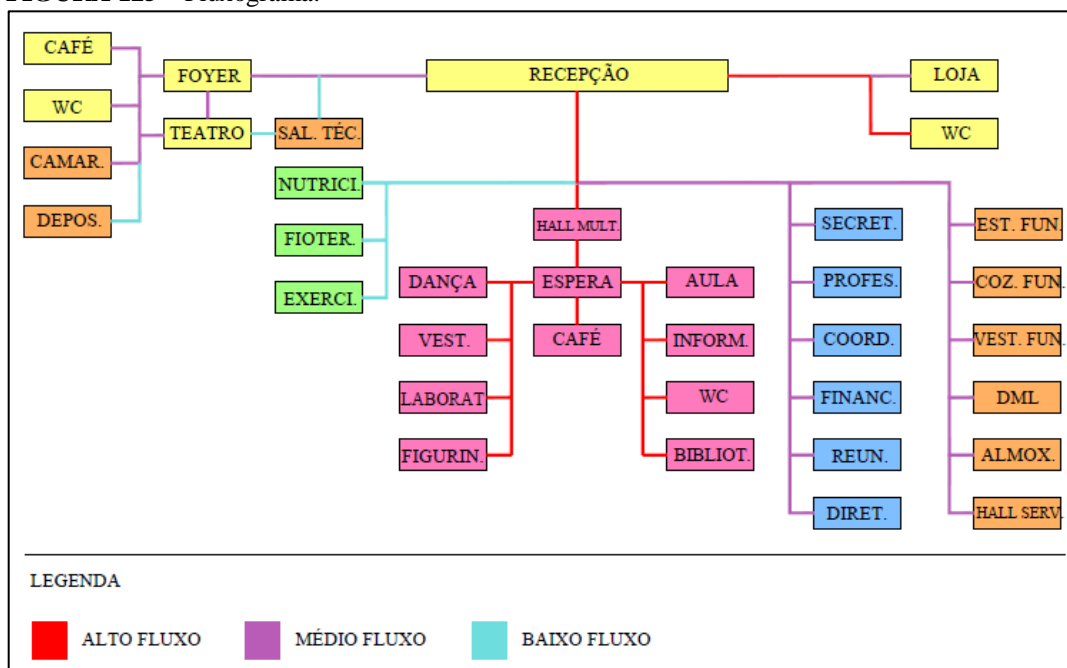 CAFÉ
FOYER
RECEPÇÃO
LOJA
WC
TEATRO
SAL. TÉC.
WC
CAMAR.
NUTRICI.
DEPOS.
HALL MULT.
SECRET.
EST. FUN.
FIOTER.
DANÇA
ESPERA
AULA
PROFES.
COZ. FUN.
EXERCI.
VEST.
CAFÉ
INFORM.
COORD.
VEST. FUN.
LABORAT
WC
FINANC.
DML
FIGURIN.
BIBLIOT.
REUN.
ALMOX.
DIRET.
HALL SERV.
LEGENDA
ALTO FLUXO
MÉDIO FLUXO
BAIXO FLUXO